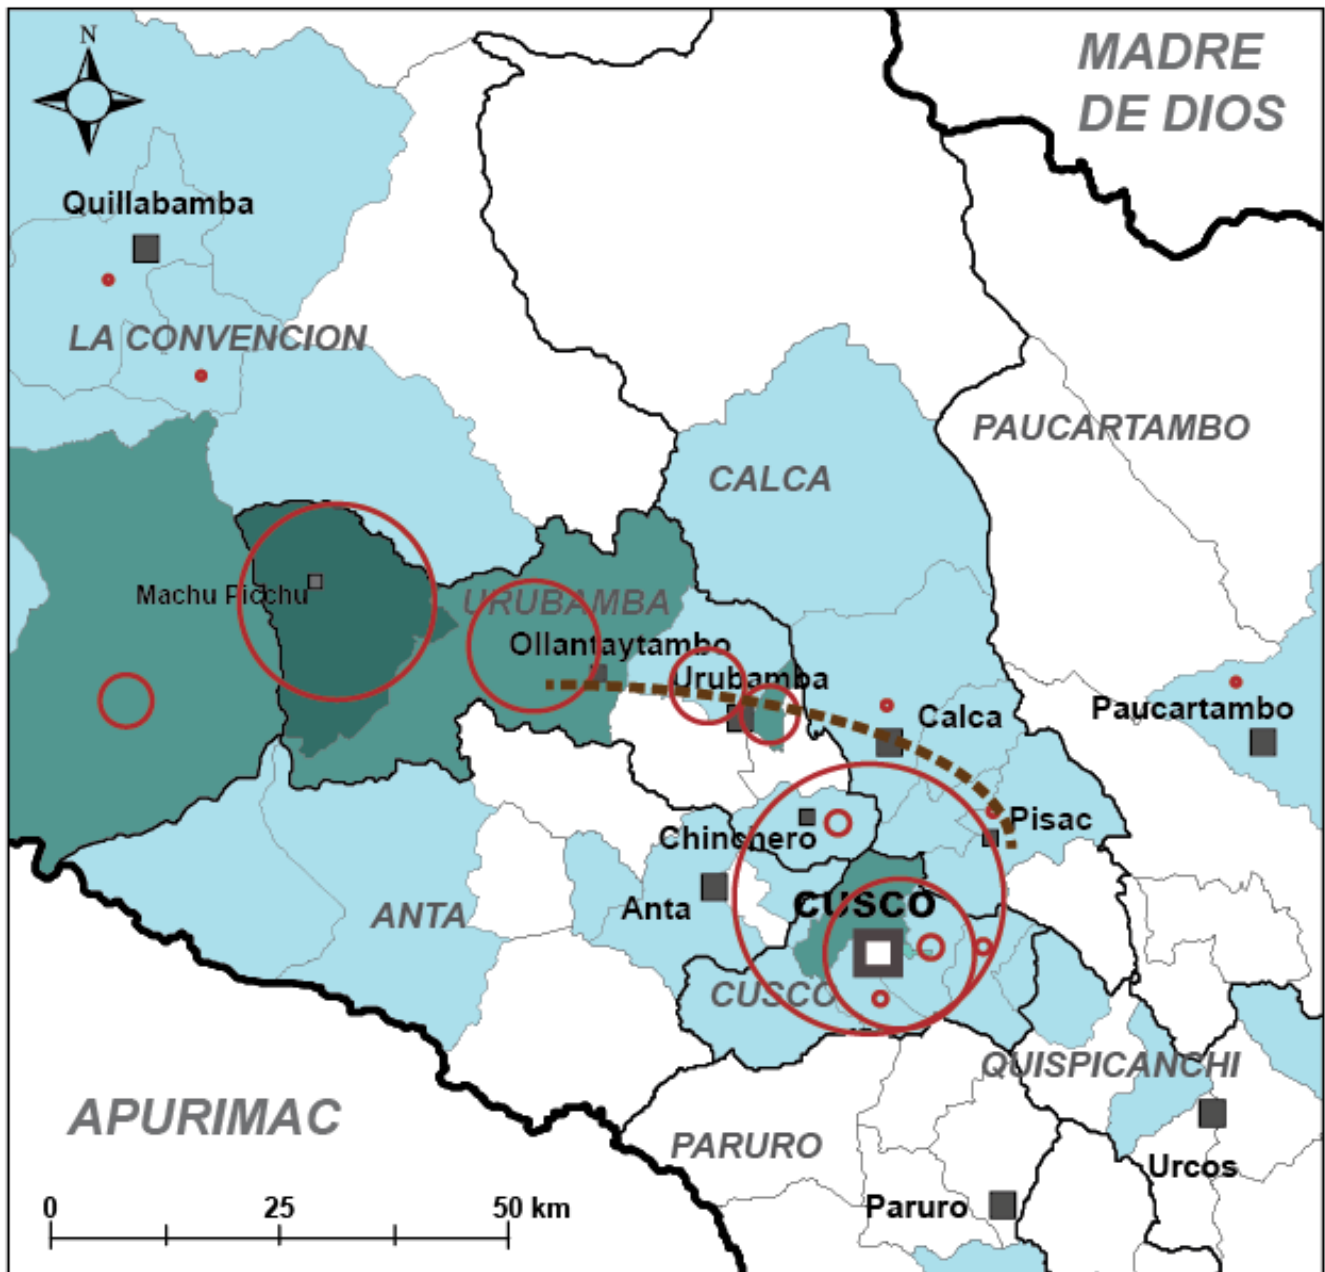 N
MADRE
DE DIOS
Quillabamba
LA CONVENCION
PAUCARTAMBO
CALCA
Machu Picchu
URUBAMBA
Ollantaytambo
Urubamba
Calca
Paucartambo
Pisac
Chinchero
CUSCO
Anta
ANTA
CUSCO
QUISPICANCHI
APURIMAC
PARURO
Urcos
Paruro
0 25 50 km